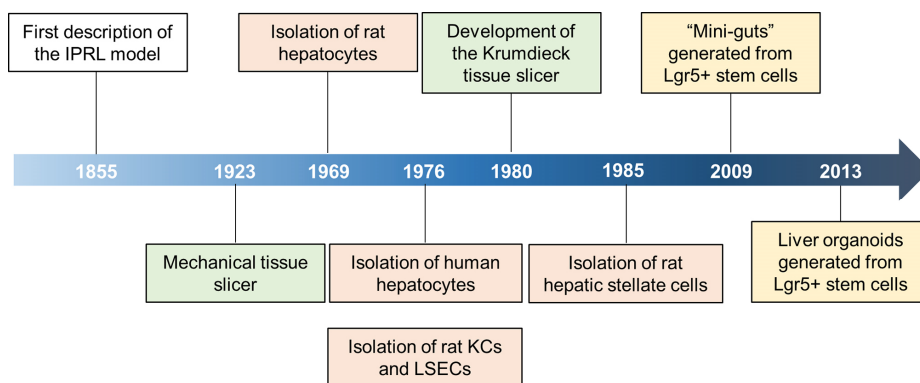 First description of
the IPRL model
Isolation of rat
hepatocytes
Development of
the Krumdieck
tissue slicer
“Mini-guts”
generated from
Lgr5+ stem cells
1855
1923
1969
1976
1980
1985
2009
2013
Mechanical tissue
slicer
Isolation of human
hepatocytes
Isolation of rat
hepatic stellate cells
Liver organoids
generated from
Lgr5+ stem cells
Isolation of rat KCs
and LSECs